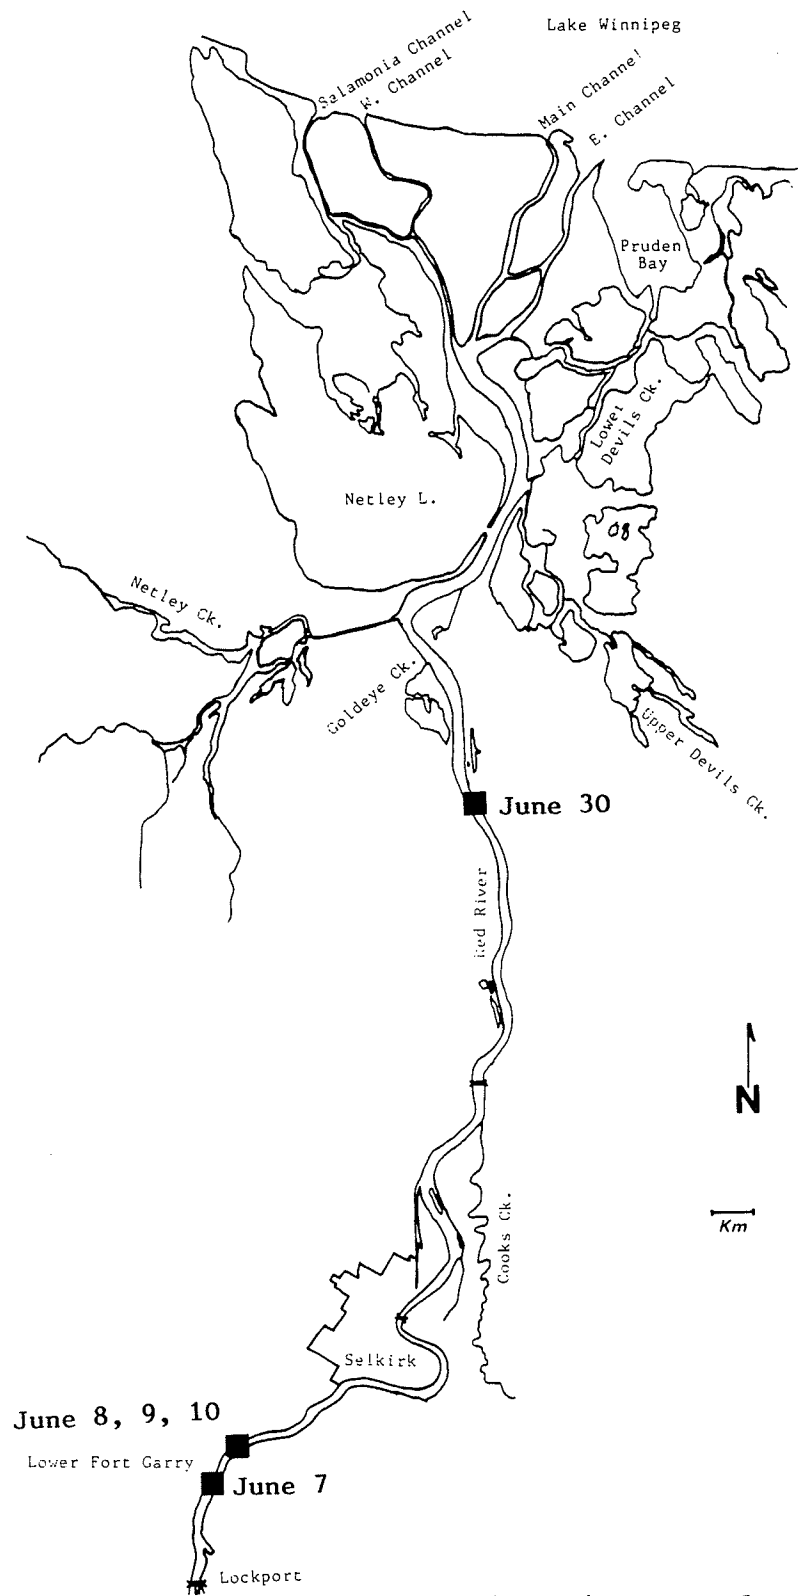 Lake Winnipeg
Salamonia Channel
W. Channel
Main Channel
E. Channel
Pruden
Bay
Lower
Devils Ck.
Netley L.
Netley Ck.
Goldeye Ck.
Upper Devils Ck.
June 30
Red River
N
Km
Cooks Ck.
Selkirk
June 8, 9, 10
Lower Fort Garry
June 7
Lockport